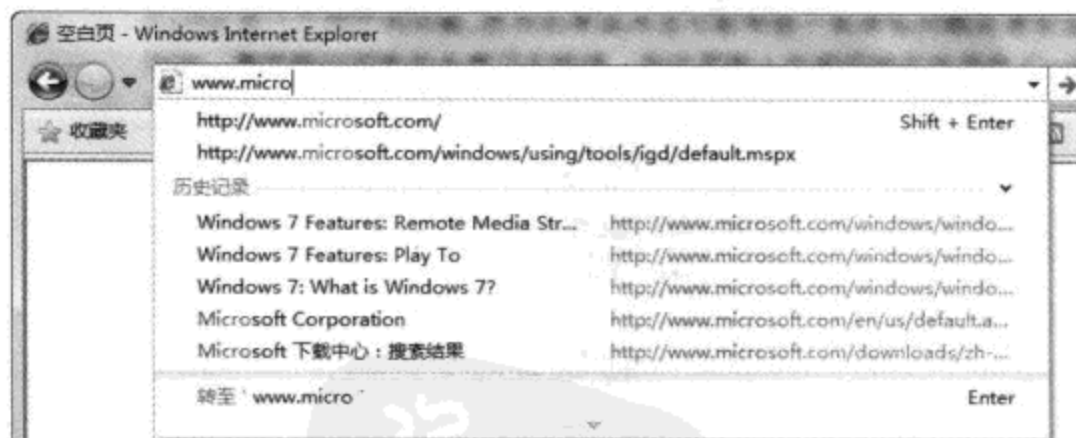 空白页 - Windows Internet Explorer
www.micro
收藏夹
http://www.microsoft.com/ Shift + Enter
http://www.microsoft.com/windows/using/tools/igd/default.mspx
历史记录
Windows 7 Features: Remote Media Str... http://www.microsoft.com/windows/windo...
Windows 7 Features: Play To http://www.microsoft.com/windows/windo...
Windows 7: What is Windows 7? http://www.microsoft.com/windows/windo...
Microsoft Corporation http://www.microsoft.com/en/us/default.a...
Microsoft 下载中心：搜索结果 http://www.microsoft.com/downloads/zh-...
转至 ' www.micro ' Enter